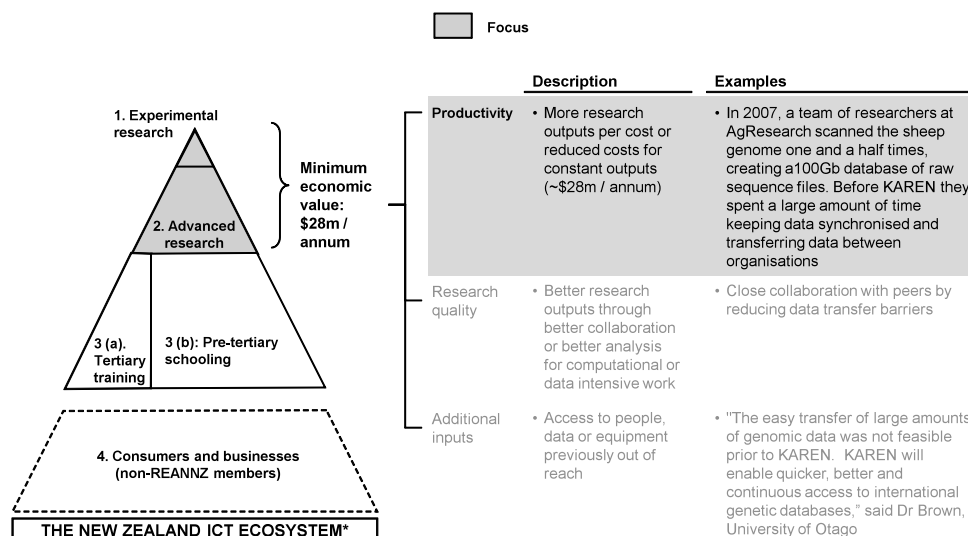 Focus
Description
Examples
1. Experimental
research
2. Advanced
research
3 (a).
Tertiary
training
3 (b): Pre-tertiary
schooling
4. Consumers and businesses
(non-REANNZ members)
THE NEW ZEALAND ICT ECOSYSTEM*
Minimum
economic
value:
$28m /
annum
Productivity
• More research
outputs per cost or
reduced costs for
constant outputs
(~$28m / annum)
• In 2007, a team of researchers at
AgResearch scanned the sheep
genome one and a half times,
creating a100Gb database of raw
sequence files. Before KAREN they
spent a large amount of time
keeping data synchronised and
transferring data between
organisations
Research
quality
• Better research
outputs through
better collaboration
or better analysis
for computational or
data intensive work
• Close collaboration with peers by
reducing data transfer barriers
Additional
inputs
• Access to people,
data or equipment
previously out of
reach
• "The easy transfer of large amounts
of genomic data was not feasible
prior to KAREN.  KAREN will
enable quicker, better and
continuous access to international
genetic databases,” said Dr Brown,
University of Otago